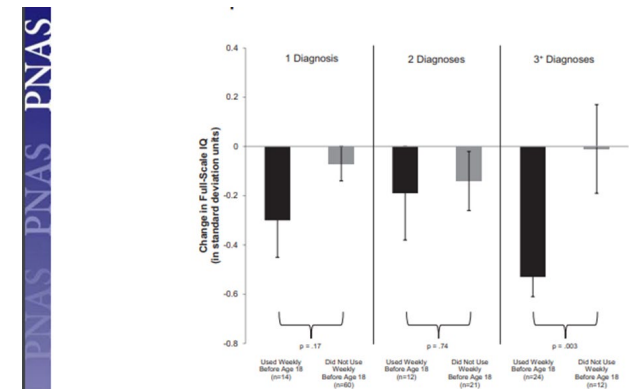 PNAS
PNAS
PNAS
Change in Full-Scale IQ
(in standard deviation units)
0.4
0.2
0
-0.2
-0.4
-0.6
-0.8
1 Diagnosis
2 Diagnoses
3+ Diagnoses
p = .17
p = .74
p = .003
Used Weekly
Before Age 18
(n=14)
Did Not Use
Weekly
Before Age 18
(n=60)
Used Weekly
Before Age 18
(n=12)
Did Not Use
Weekly
Before Age 18
(n=21)
Used Weekly
Before Age 18
(n=24)
Did Not Use
Weekly
Before Age 18
(n=12)